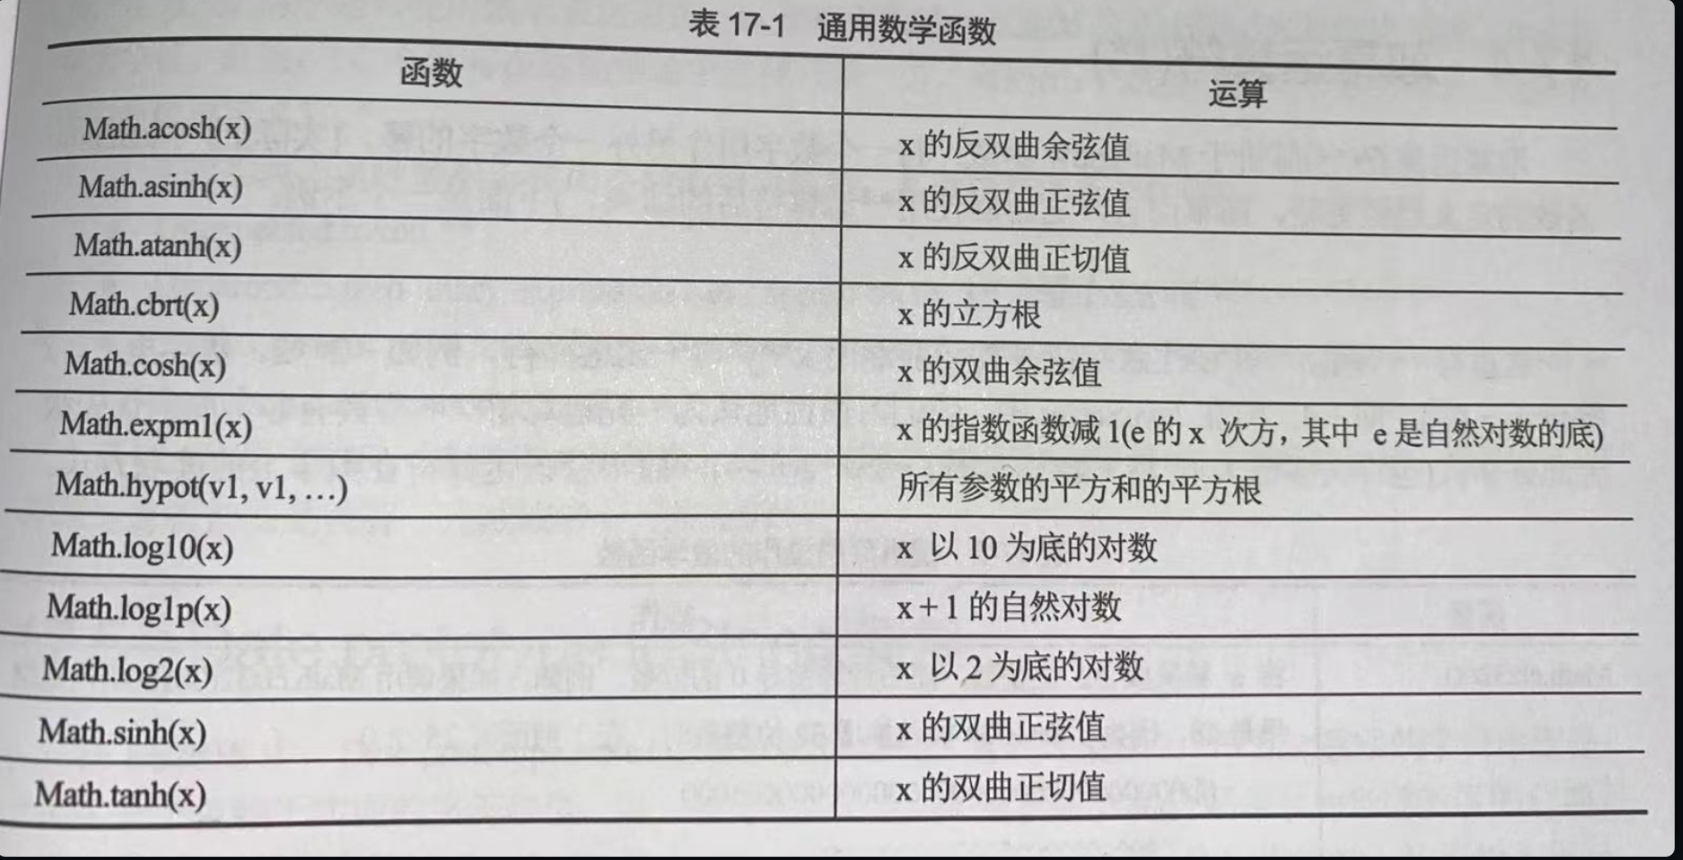 表 17-1 通用数学函数
函数 运算
Math.acosh(x) x 的反双曲余弦值
Math.asinh(x) x 的反双曲正弦值
Math.atanh(x) x 的反双曲正切值
Math.cbrt(x) x 的立方根
Math.cosh(x) x 的双曲余弦值
Math.expm1(x) x 的指数函数减 1(e 的 x 次方，其中 e 是自然对数的底)
Math.hypot(v1, v1, …) 所有参数的平方和的平方根
Math.log10(x) x 以 10 为底的对数
Math.log1p(x) x + 1 的自然对数
Math.log2(x) x 以 2 为底的对数
Math.sinh(x) x 的双曲正弦值
Math.tanh(x) x 的双曲正切值